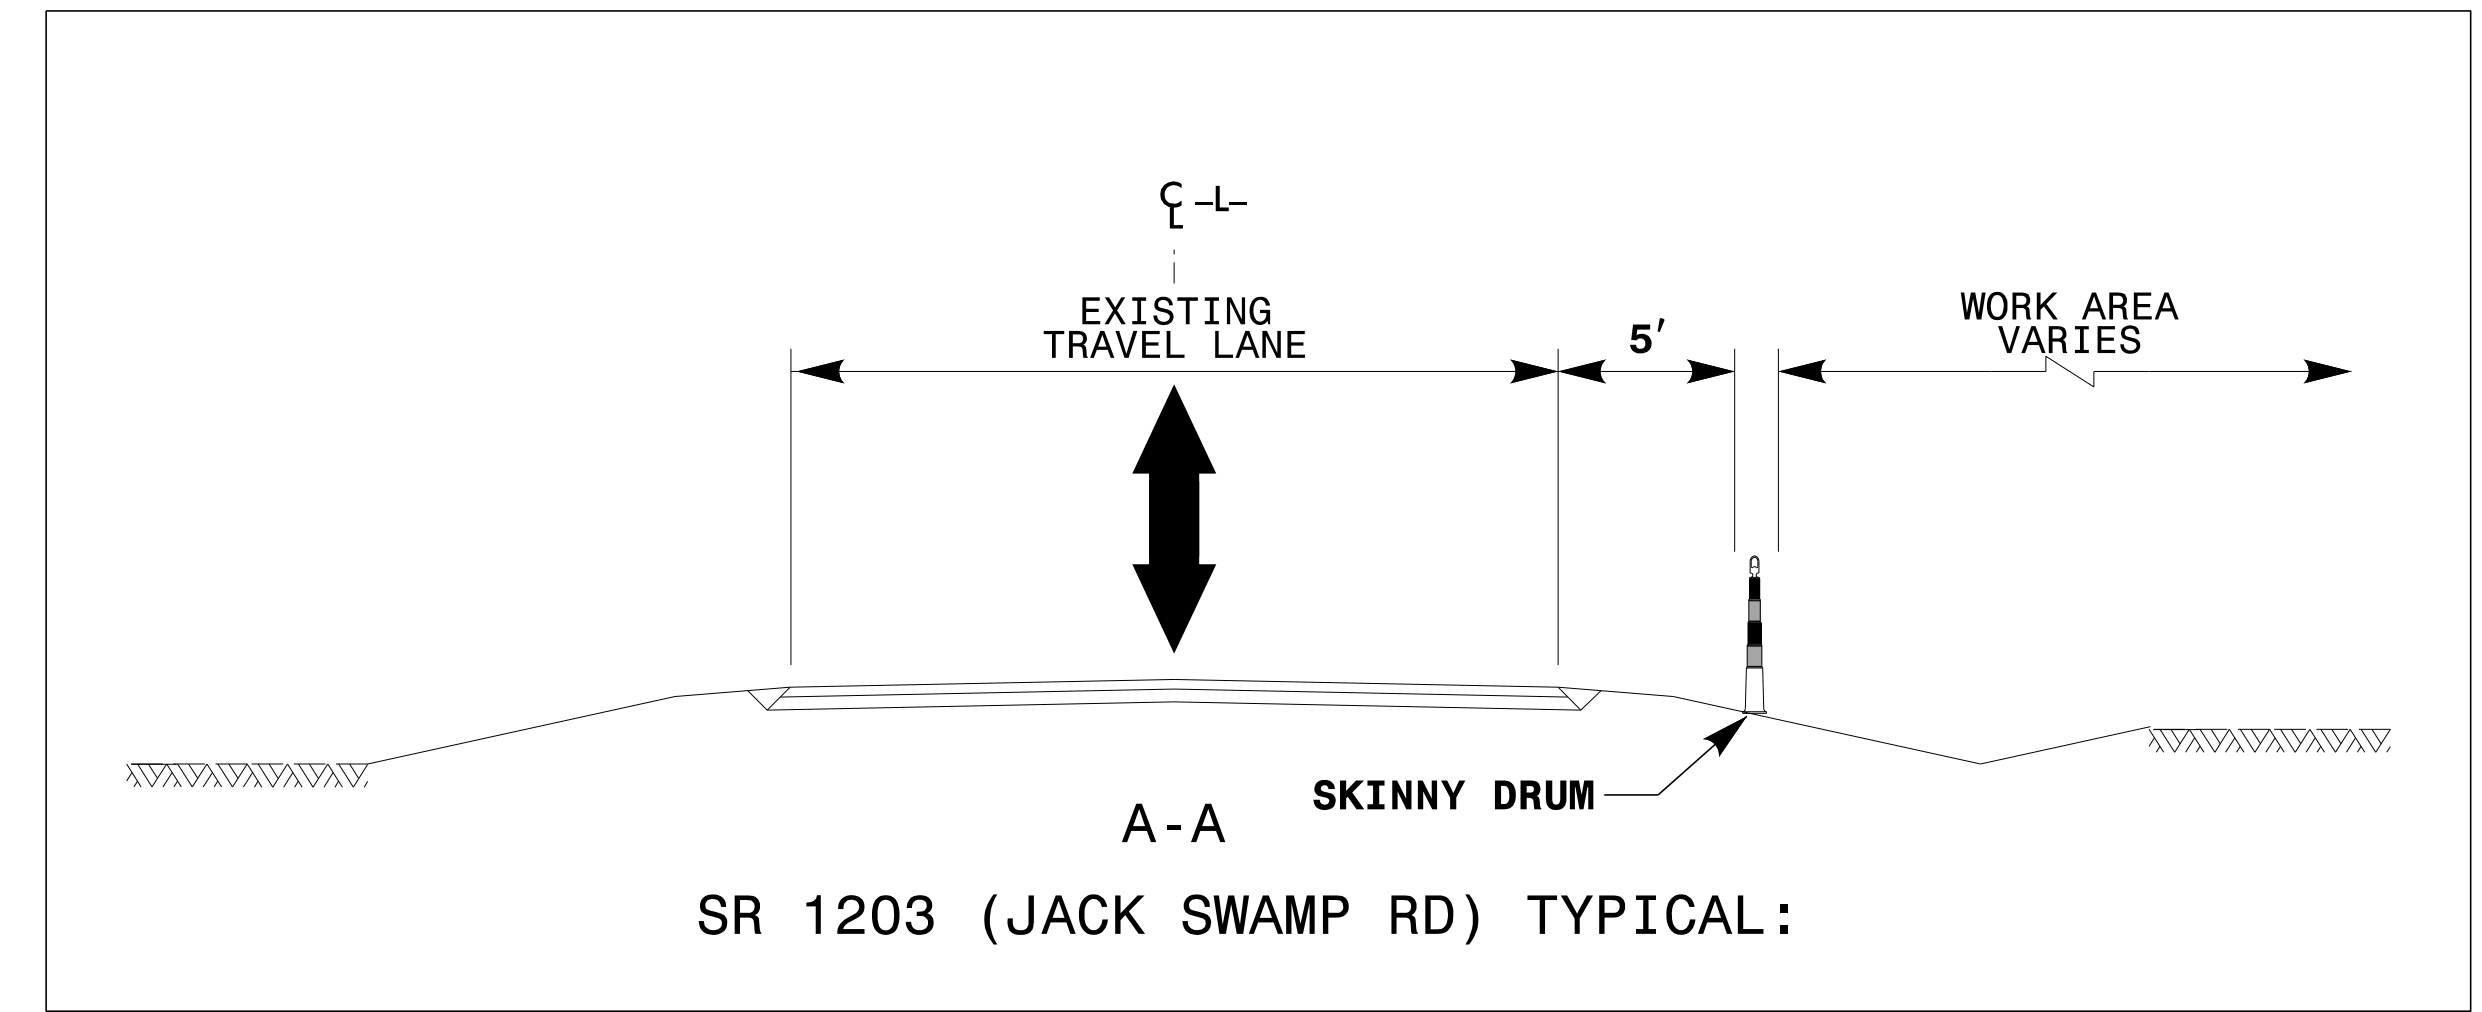 ℄ -L-
EXISTING
TRAVEL LANE
5'
WORK AREA
VARIES
SKINNY DRUM
A-A
SR 1203 (JACK SWAMP RD) TYPICAL: